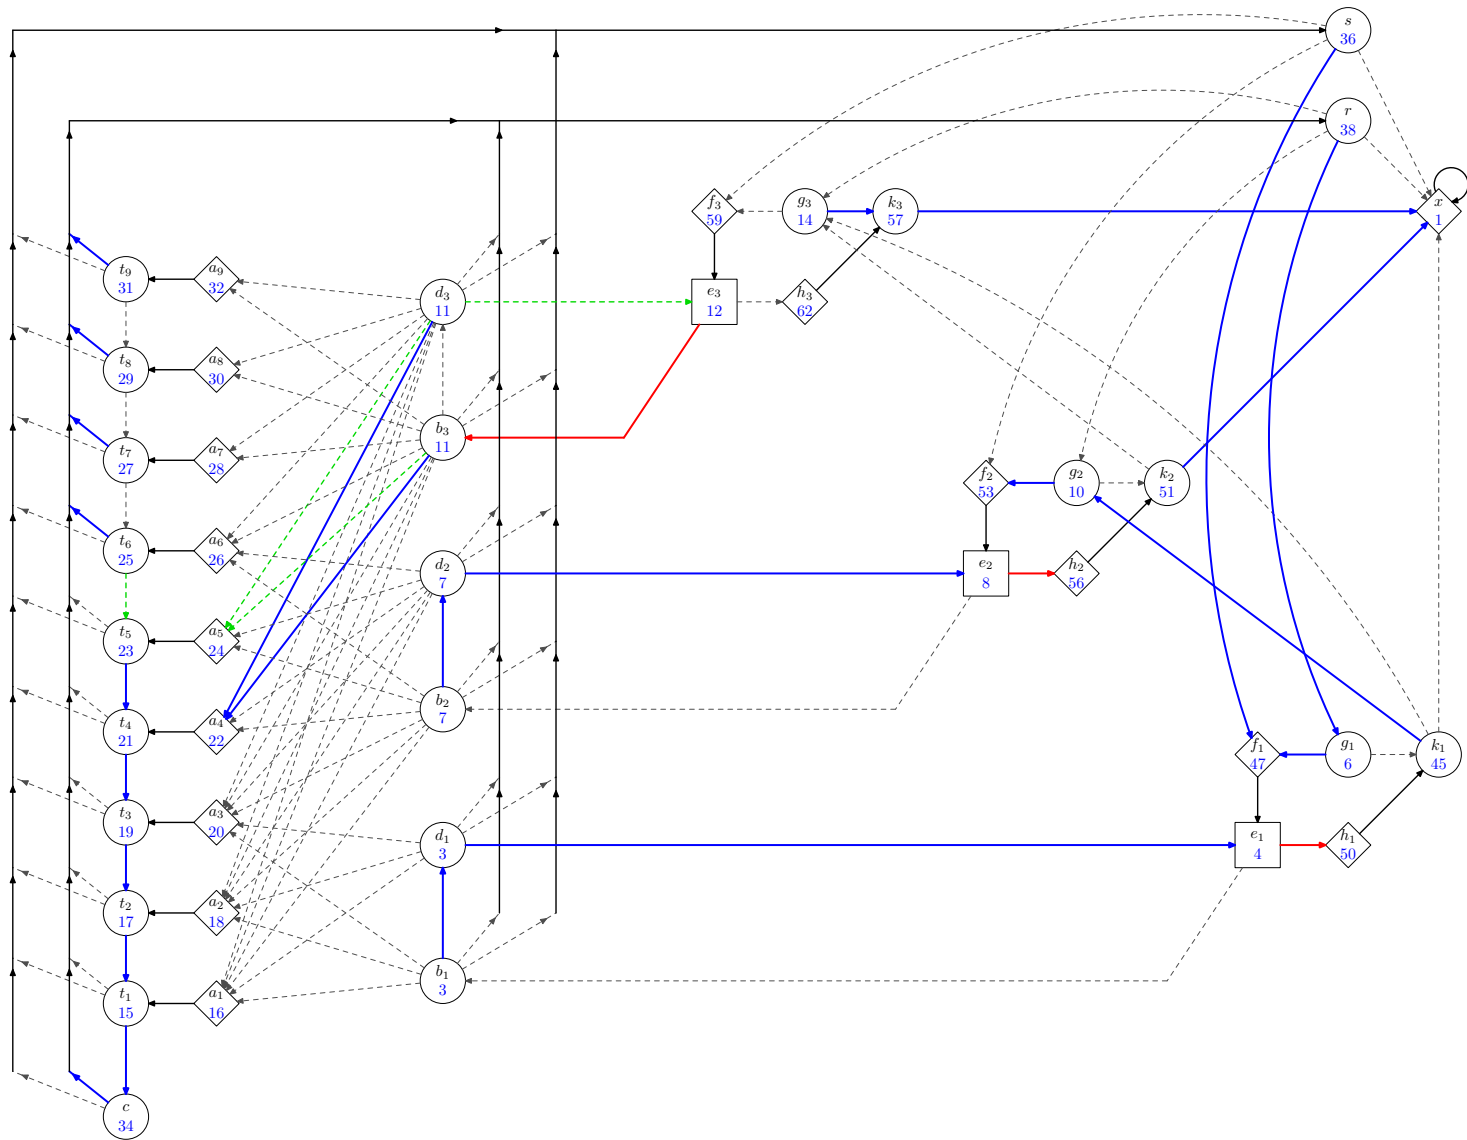 s
36
r
38
f₃
59
g₃
14
k₃
57
x
1
t₉
31
a₉
32
d₃
11
e₃
12
h₃
62
t₈
29
a₈
30
b₃
11
t₇
27
a₇
28
f₂
53
g₂
10
k₂
51
t₆
25
a₆
26
d₂
7
e₂
8
h₂
56
t₅
23
a₅
24
b₂
7
t₄
21
a₄
22
f₁
47
g₁
6
k₁
45
t₃
19
a₃
20
d₁
3
e₁
4
h₁
50
t₂
17
a₂
18
b₁
3
t₁
15
a₁
16
c
34